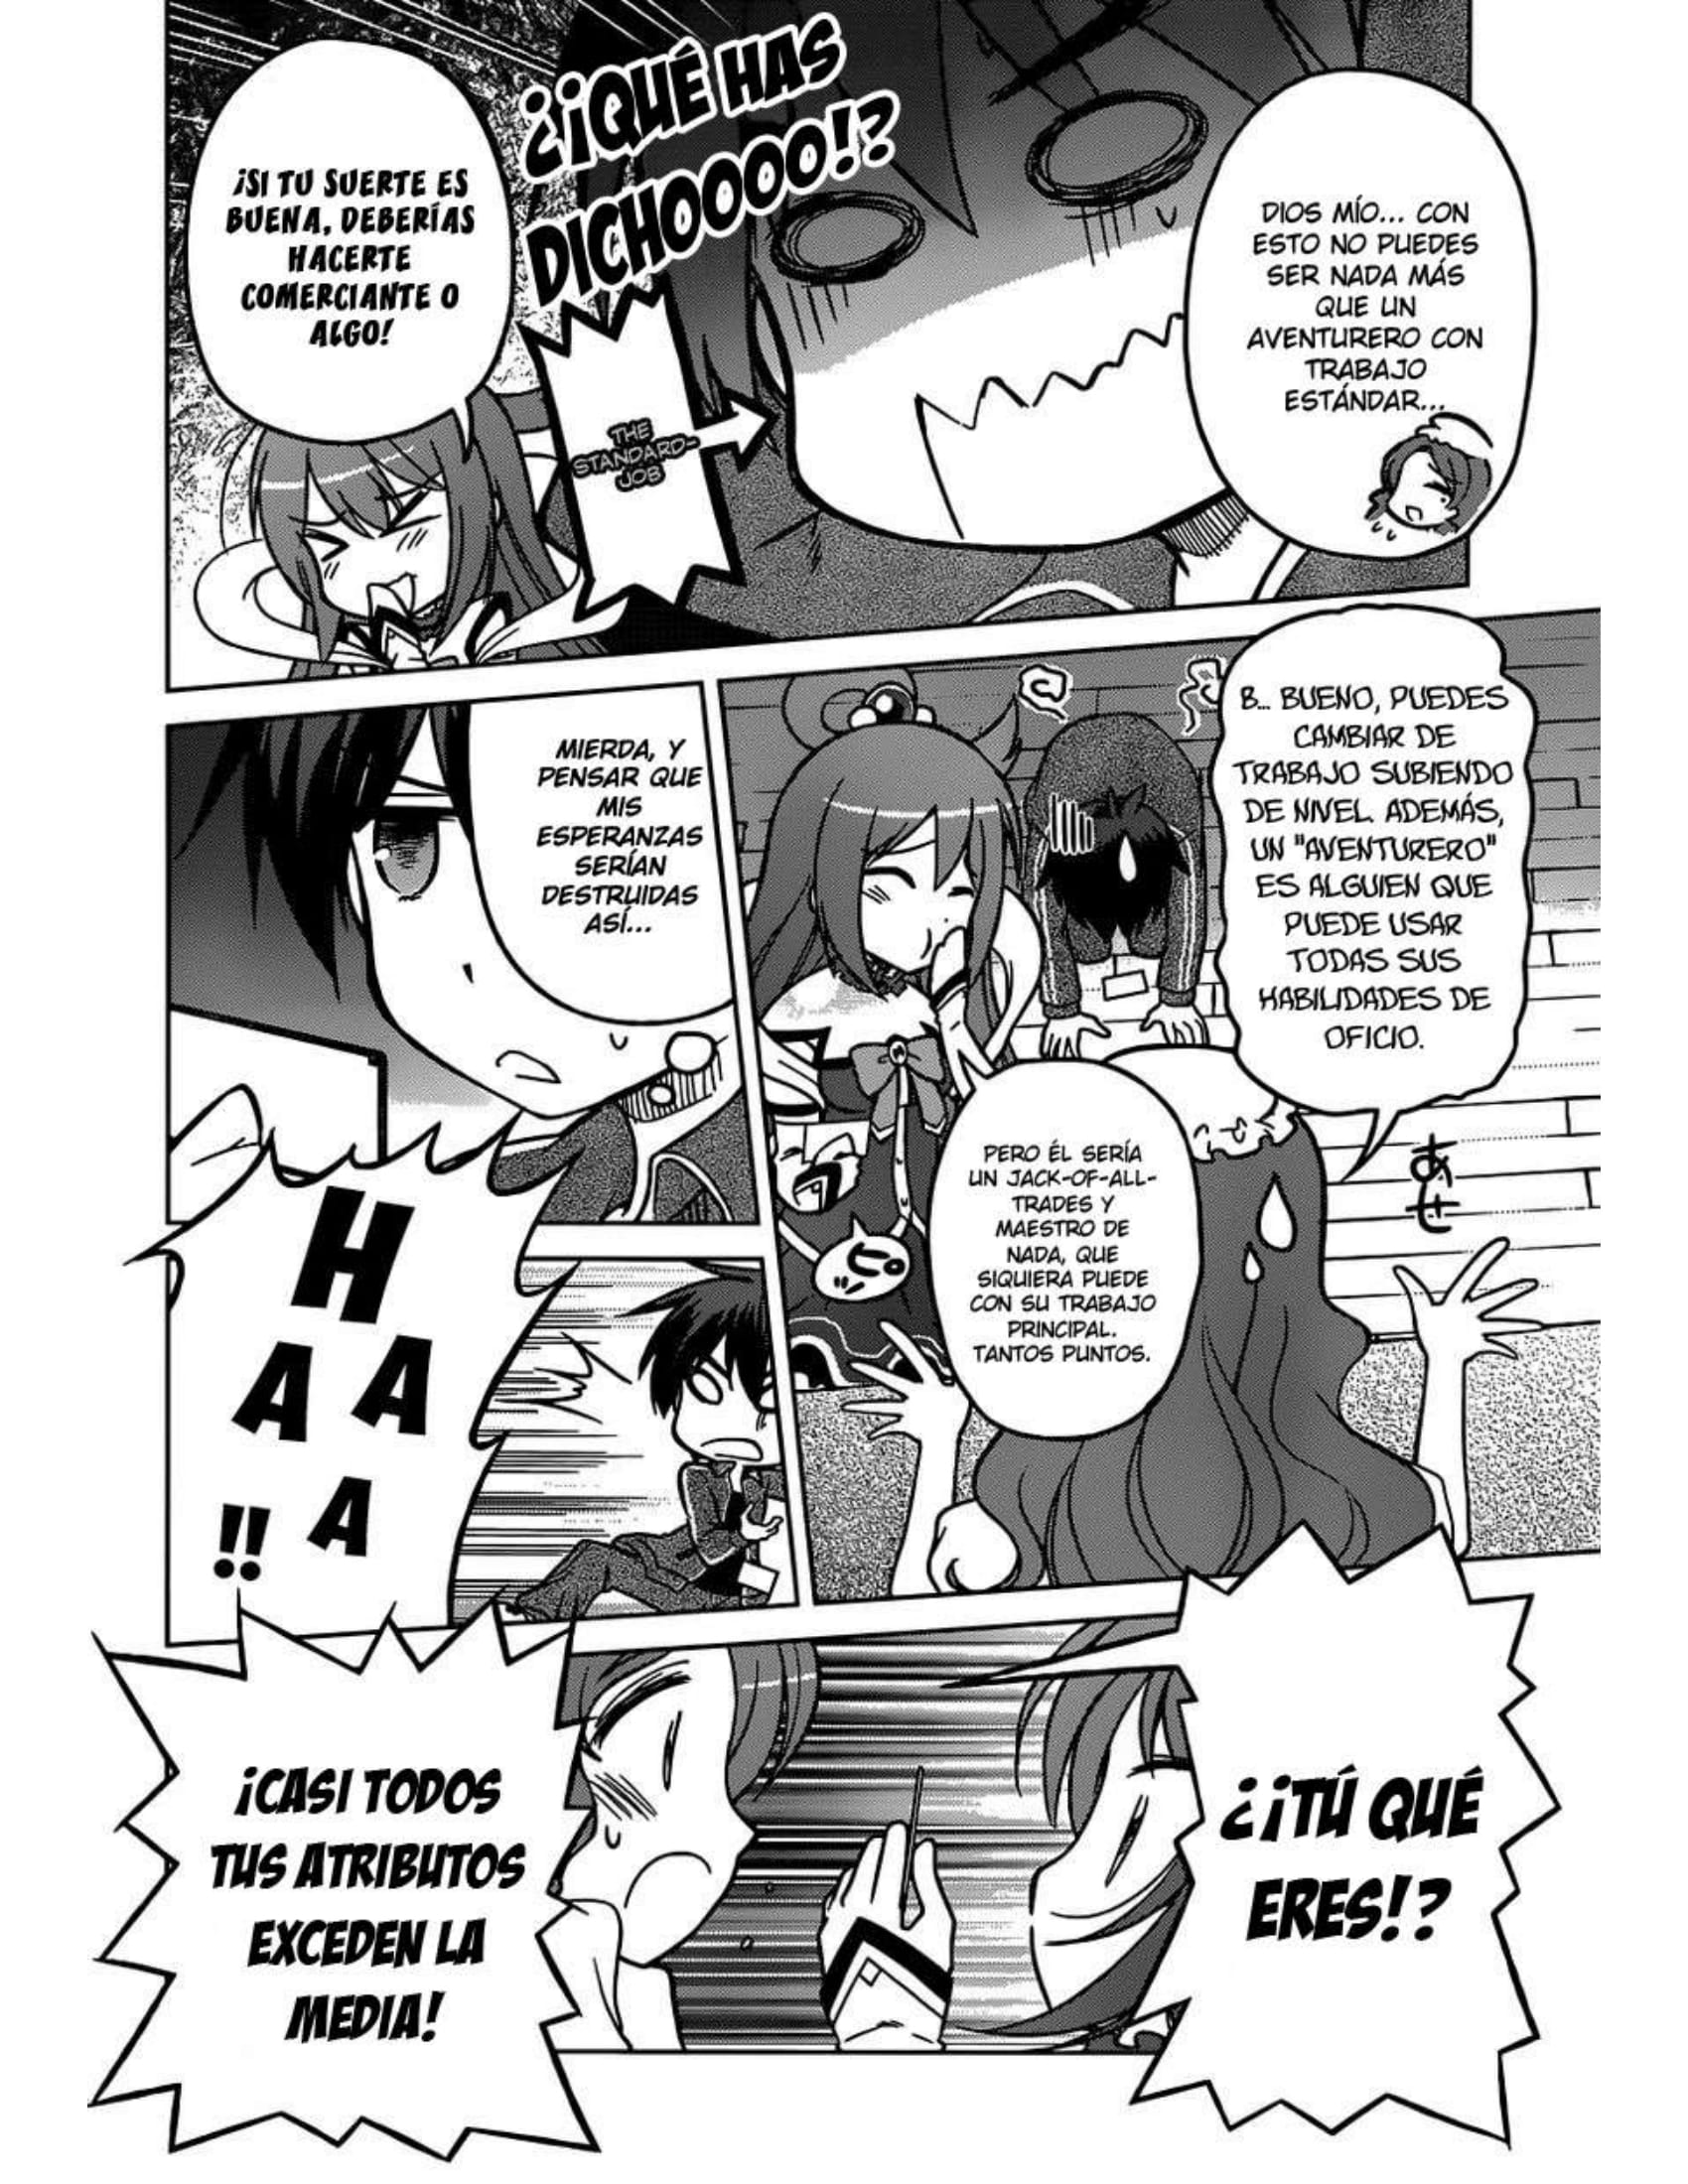 DIOS MÍO... CON
ESTO NO PUEDES
SER NADA MÁS
QUE UN
AVENTURERO CON
TRABAJO
ESTÁNDAR...
¿¡QUÉ HAS
DICHOOOO!?
THE
STANDARD-
JOB
¡SI TU SUERTE ES
BUENA, DEBERÍAS
HACERTE
COMERCIANTE O
ALGO!
B... BUENO, PUEDES
CAMBIAR DE
TRABAJO SUBIENDO
DE NIVEL. ADEMÁS,
UN "AVENTURERO"
ES ALGUIEN QUE
PUEDE USAR
TODAS SUS
HABILIDADES DE
OFICIO.
あせ
PERO ÉL SERÍA
UN JACK-OF-ALL-
TRADES Y
MAESTRO DE
NADA, QUE
SIQUIERA PUEDE
CON SU TRABAJO
PRINCIPAL.
TANTOS PUNTOS.
MIERDA, Y
PENSAR QUE
MIS
ESPERANZAS
SERÍAN
DESTRUIDAS
ASÍ...
HAAAA!!
¿¡TÚ QUÉ
ERES!?
¡CASI TODOS
TUS ATRIBUTOS
EXCEDEN LA
MEDIA!